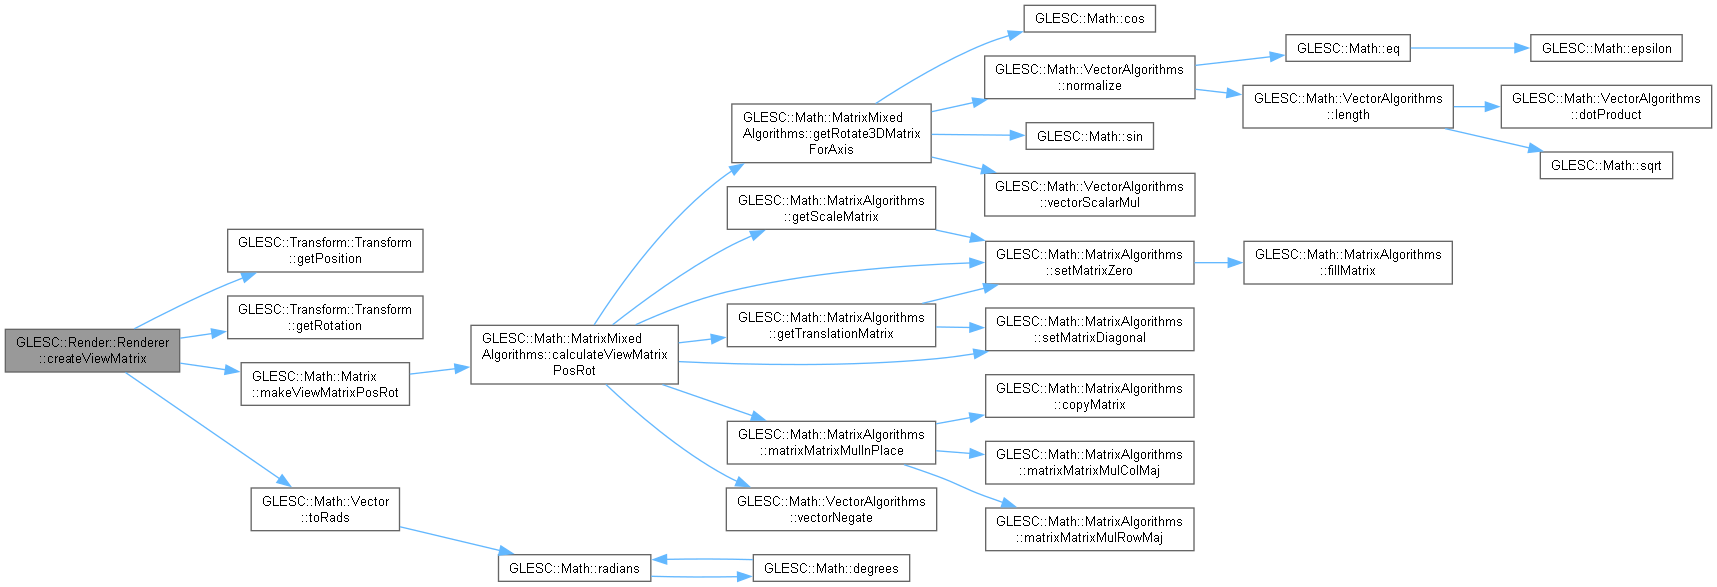 GLESC::Render::Renderer
::createViewMatrix
GLESC::Transform::Transform
::getPosition
GLESC::Transform::Transform
::getRotation
GLESC::Math::Matrix
::makeViewMatrixPosRot
GLESC::Math::Vector
::toRads
GLESC::Math::MatrixMixed
Algorithms::calculateViewMatrix
PosRot
GLESC::Math::radians
GLESC::Math::MatrixMixed
Algorithms::getRotate3DMatrix
ForAxis
GLESC::Math::MatrixAlgorithms
::getScaleMatrix
GLESC::Math::MatrixAlgorithms
::getTranslationMatrix
GLESC::Math::MatrixAlgorithms
::matrixMatrixMulInPlace
GLESC::Math::VectorAlgorithms
::vectorNegate
GLESC::Math::degrees
GLESC::Math::cos
GLESC::Math::VectorAlgorithms
::normalize
GLESC::Math::sin
GLESC::Math::VectorAlgorithms
::vectorScalarMul
GLESC::Math::MatrixAlgorithms
::setMatrixZero
GLESC::Math::MatrixAlgorithms
::setMatrixDiagonal
GLESC::Math::MatrixAlgorithms
::copyMatrix
GLESC::Math::MatrixAlgorithms
::matrixMatrixMulColMaj
GLESC::Math::MatrixAlgorithms
::matrixMatrixMulRowMaj
GLESC::Math::eq
GLESC::Math::VectorAlgorithms
::length
GLESC::Math::MatrixAlgorithms
::fillMatrix
GLESC::Math::epsilon
GLESC::Math::VectorAlgorithms
::dotProduct
GLESC::Math::sqrt